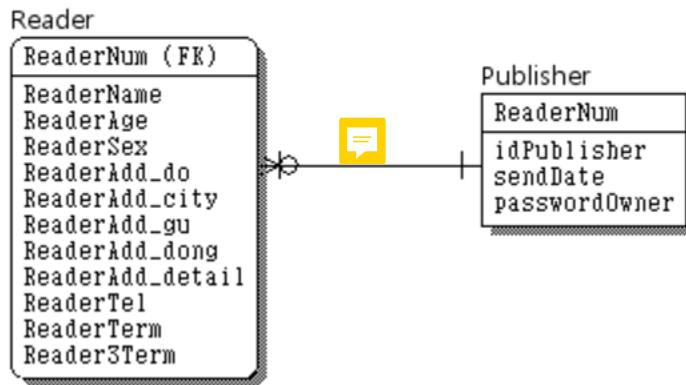 Reader
ReaderNum (FK)
ReaderName
ReaderAge
ReaderSex
ReaderAdd_do
ReaderAdd_city
ReaderAdd_gu
ReaderAdd_dong
ReaderAdd_detail
ReaderTel
ReaderTerm
Reader3Term
Publisher
ReaderNum
idPublisher
sendDate
passwordOwner